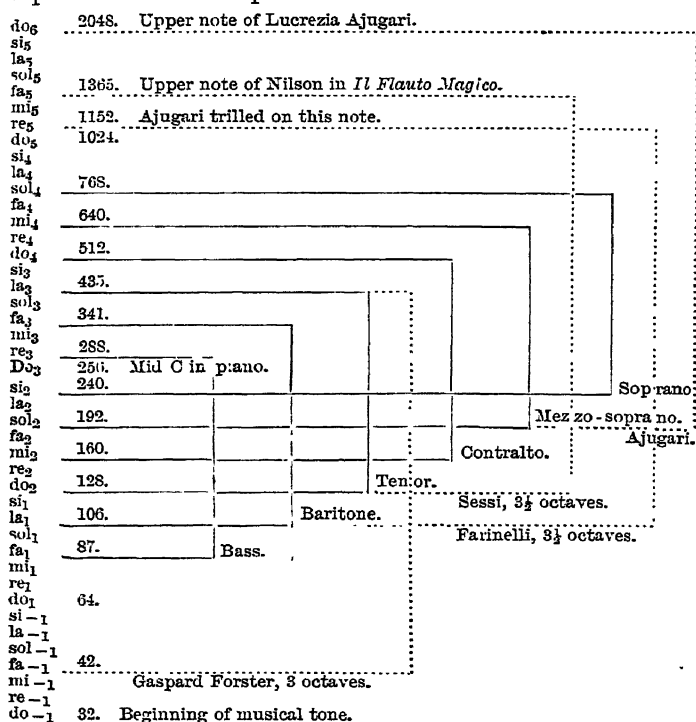 do6 2048. Upper note of Lucrezia Ajugari.
si5
la5
sol5
fa5 1365. Upper note of Nilson in Il Flauto Magico.
mi5
re5 1152. Ajugari trilled on this note.
do5 1024.
si4
la4
sol4 768.
fa4
mi4 640.
re4
do4 512.
si3
la3 435.
sol3
fa3 341.
mi3
re3 288.
Do3 256. Mid C in piano.
si2 240. Soprano
la2
sol2 192. Mezzo-soprano.
fa2 Ajugari.
mi2 160. Contralto.
re2
do2 128. Tenor.
si1 Sessi, 3½ octaves.
la1 106. Baritone.
sol1 Farinelli, 3½ octaves.
fa1 87. Bass.
mi1
re1
do1 64.
si-1
la-1
sol-1
fa-1 42.
mi-1 Gaspard Forster, 3 octaves.
re-1
do-1 32. Beginning of musical tone.